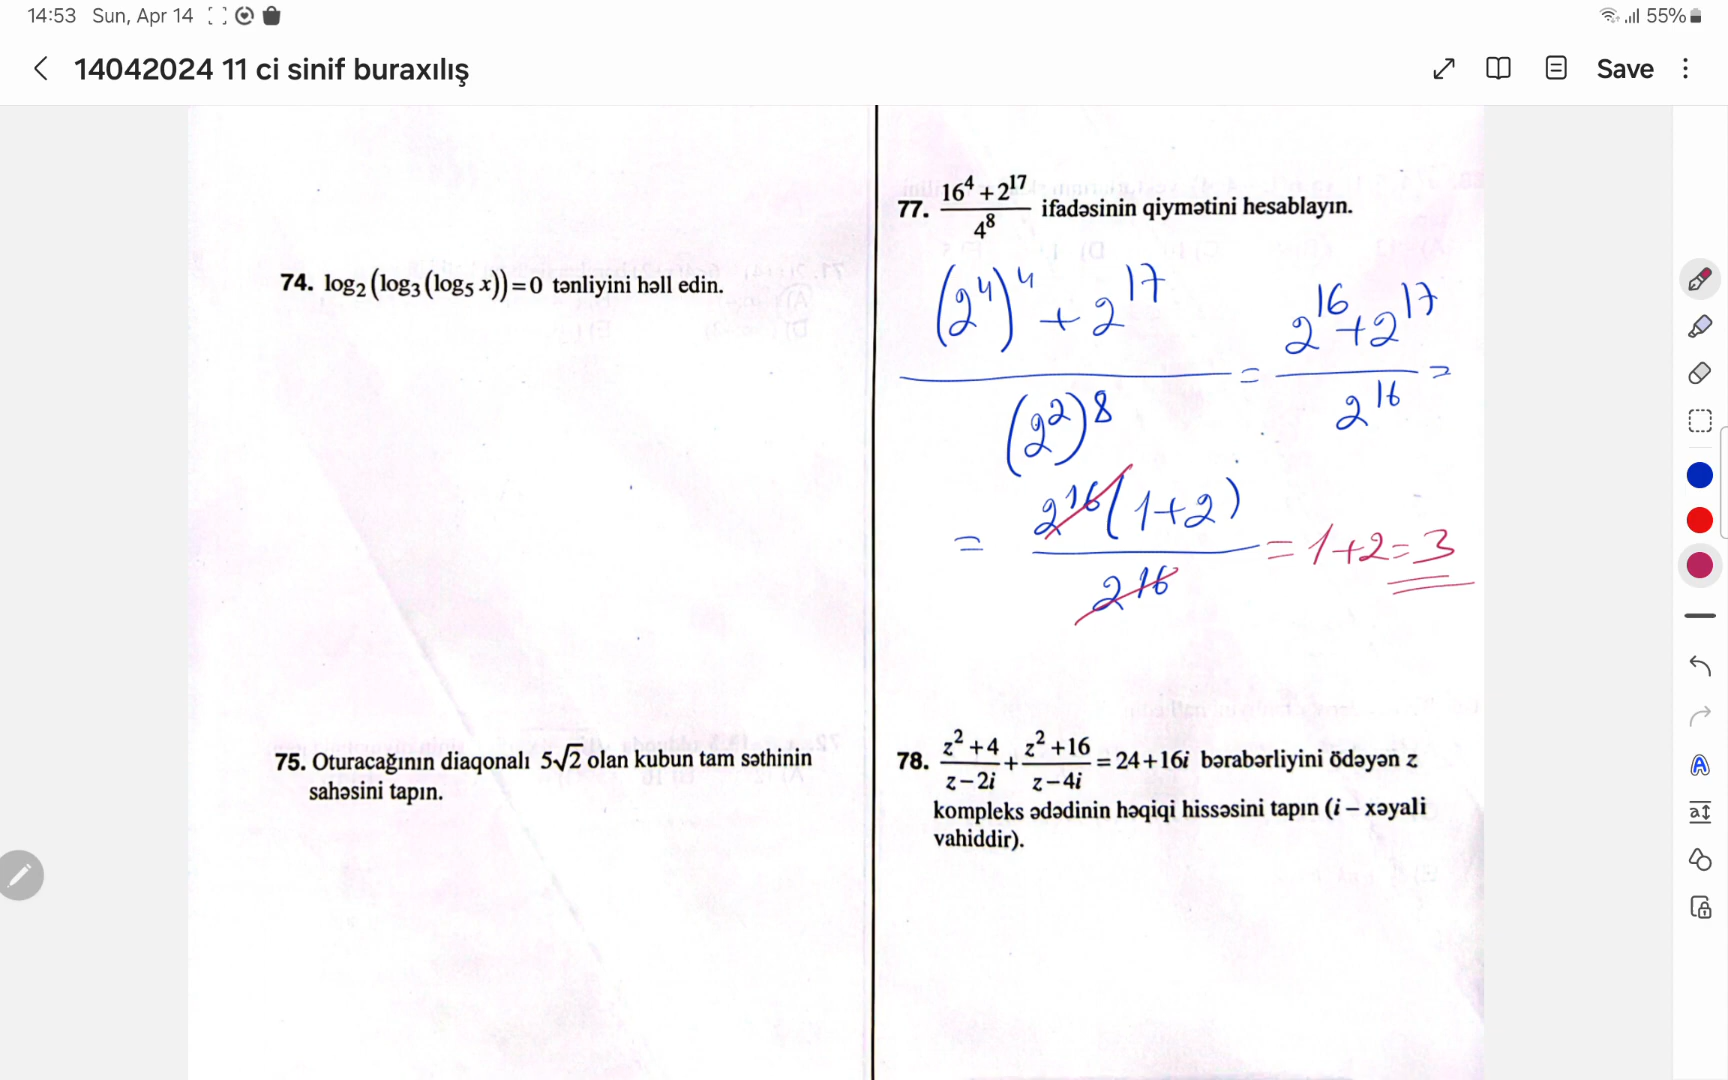 14:53 Sun, Apr 14
55%
14042024 11 ci sinif buraxılış
Save
74. log₂(log₃(log₅ x))=0 tənliyini həll edin.
75. Oturacağının diaqonalı 5√2 olan kubun tam səthinin
sahəsini tapın.
77. (16⁴+2¹⁷)/4⁸ ifadəsinin qiymətini hesablayın.
((2⁴)⁴+2¹⁷)/(2²)⁸ = (2¹⁶+2¹⁷)/2¹⁶ =
= 2¹⁶(1+2)/2¹⁶ = 1+2=3
78. (z²+4)/(z−2i) + (z²+16)/(z−4i) = 24+16i bərabərliyini ödəyən z
kompleks ədədinin həqiqi hissəsini tapın (i – xəyali
vahiddir).